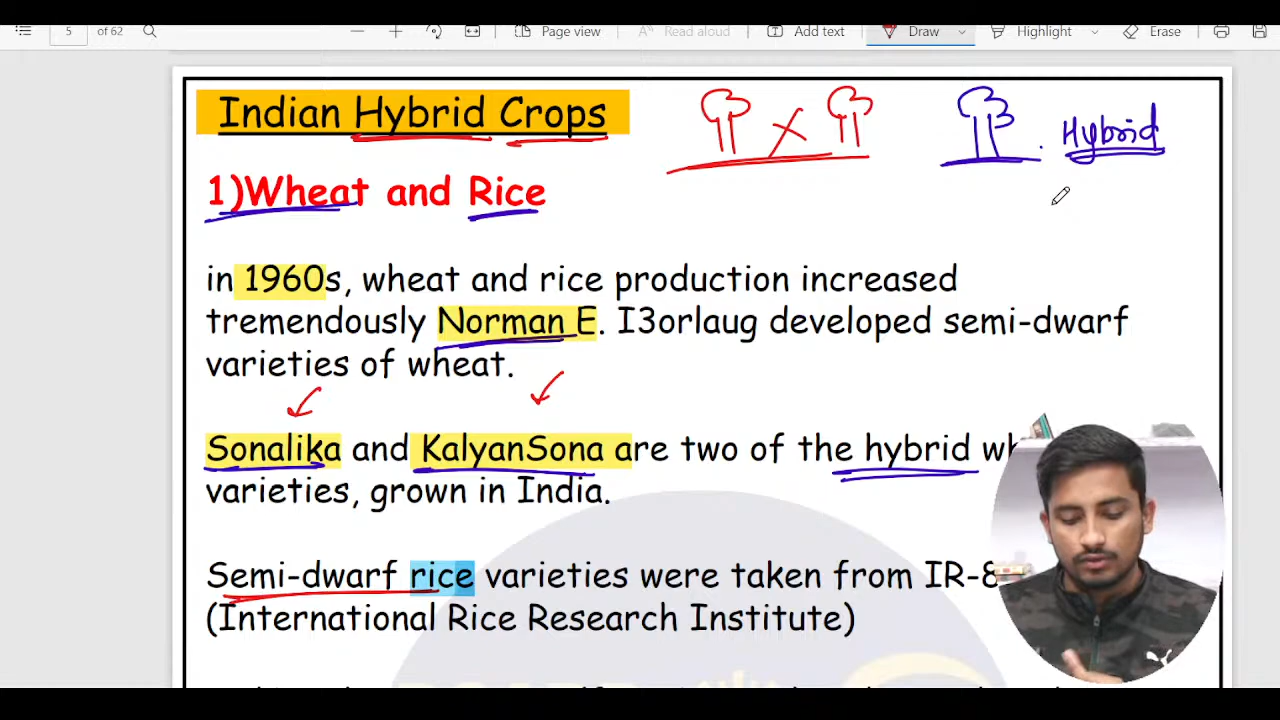 5 of 62 Page view Read aloud Add text Draw Highlight Erase
Indian Hybrid Crops
Hybrid
1)Wheat and Rice
in 1960s, wheat and rice production increased
tremendously Norman E. I3orlaug developed semi-dwarf
varieties of wheat.
Sonalika and KalyanSona are two of the hybrid
varieties, grown in India.
Semi-dwarf rice varieties were taken from IR-8
(International Rice Research Institute)